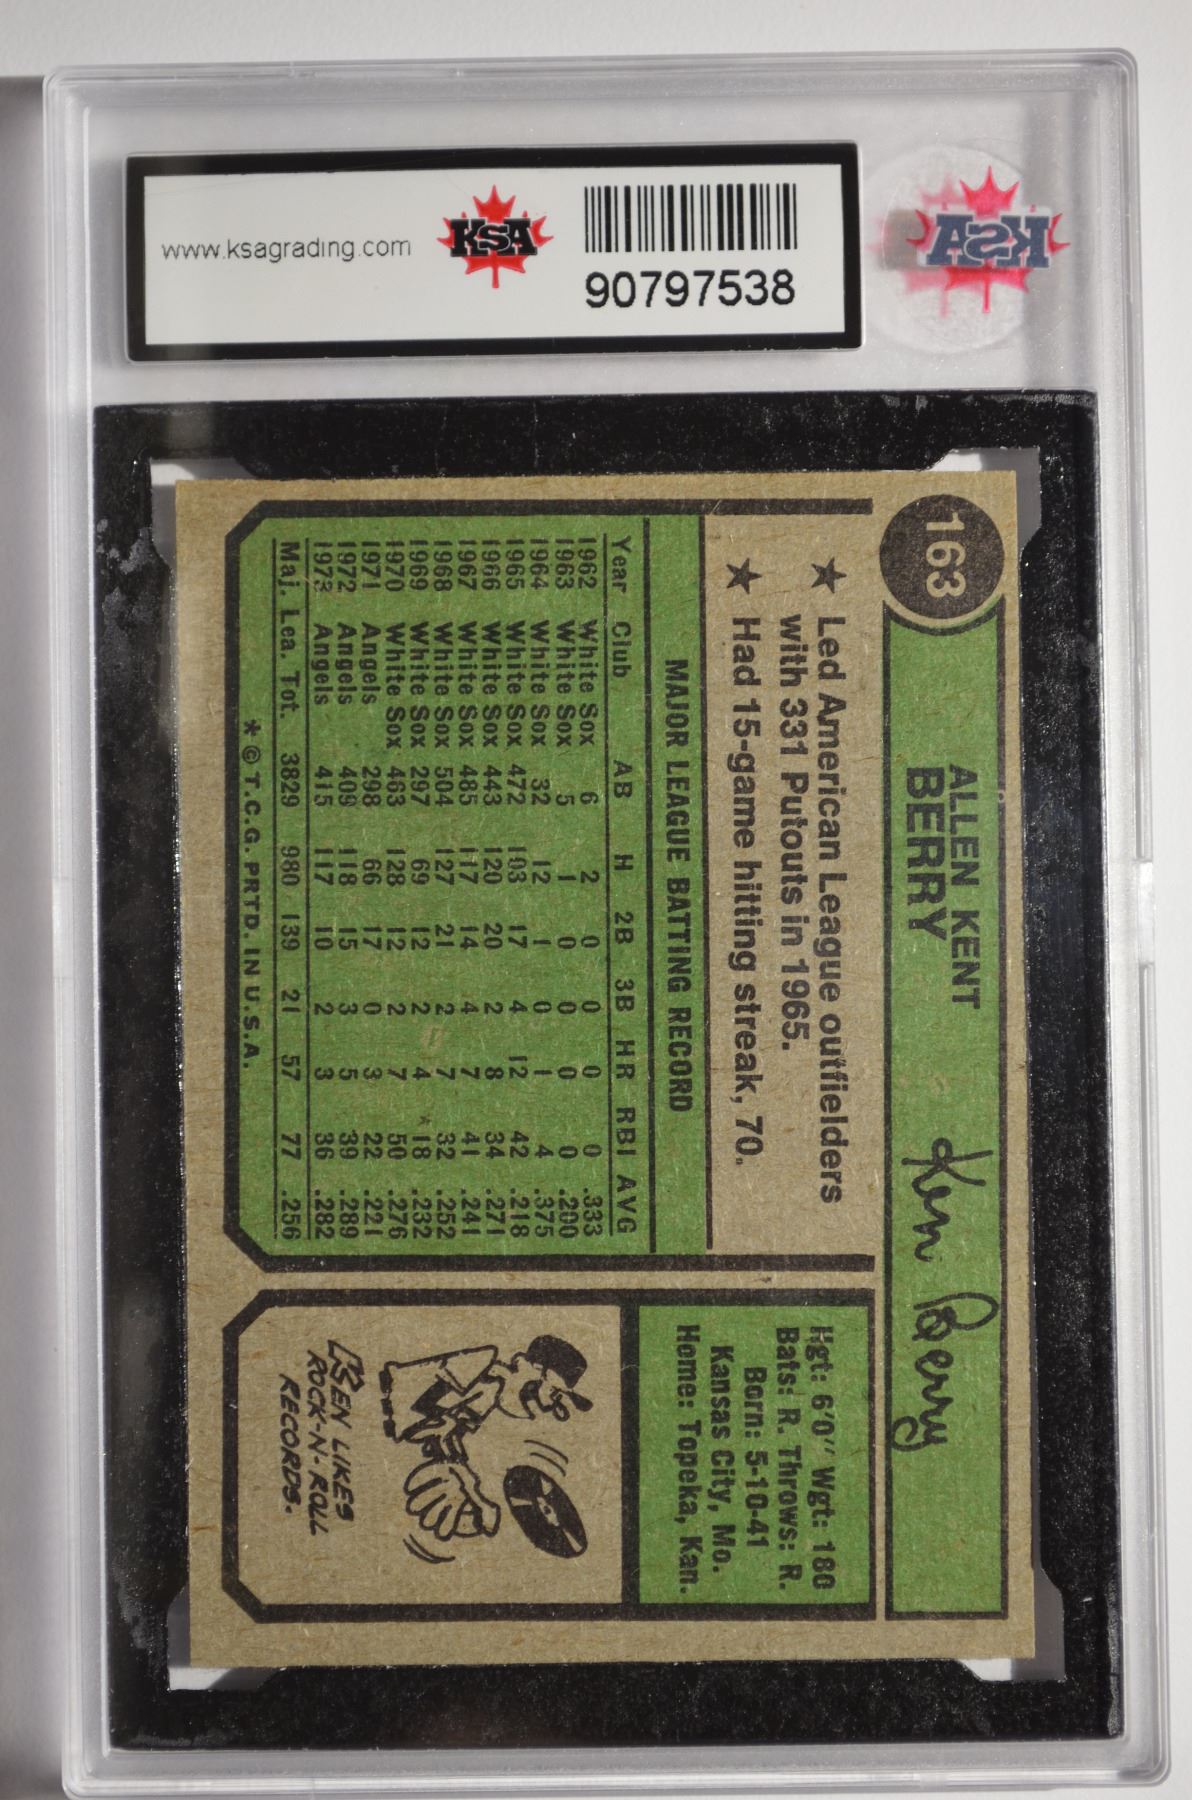 www.ksagrading.com
KSA
90797538
KSA
163
ALLEN KENT
BERRY
Ken Berry
★ Led American League outfielders
with 331 Putouts in 1965.
★ Had 15-game hitting streak, 70.
MAJOR LEAGUE BATTING RECORD
Year Club AB H 2B 3B HR RBI AVG
1962 White Sox 6 2 0 0 0 0 .333
1963 White Sox 5 1 0 0 0 0 .200
1964 White Sox 32 12 1 0 1 4 .375
1965 White Sox 472 103 17 4 12 42 .218
1966 White Sox 443 120 20 2 8 34 .271
1967 White Sox 485 117 14 4 7 41 .241
1968 White Sox 504 127 21 2 7 32 .252
1969 White Sox 297 69 12 2 4 18 .232
1970 White Sox 463 128 12 2 7 50 .276
1971 Angels 298 66 17 0 3 22 .221
1972 Angels 409 118 15 3 5 39 .289
1973 Angels 415 117 10 2 3 36 .282
Maj. Lea. Tot. 3829 980 139 21 57 77 .256
* © T.C.G. PRTD. IN U.S.A.
Hgt: 6'0" Wgt: 180
Bats: R. Throws: R.
Born: 5-10-41
Kansas City, Mo.
Home: Topeka, Kan.
KEN LIKES
ROCK-N-ROLL
RECORDS.